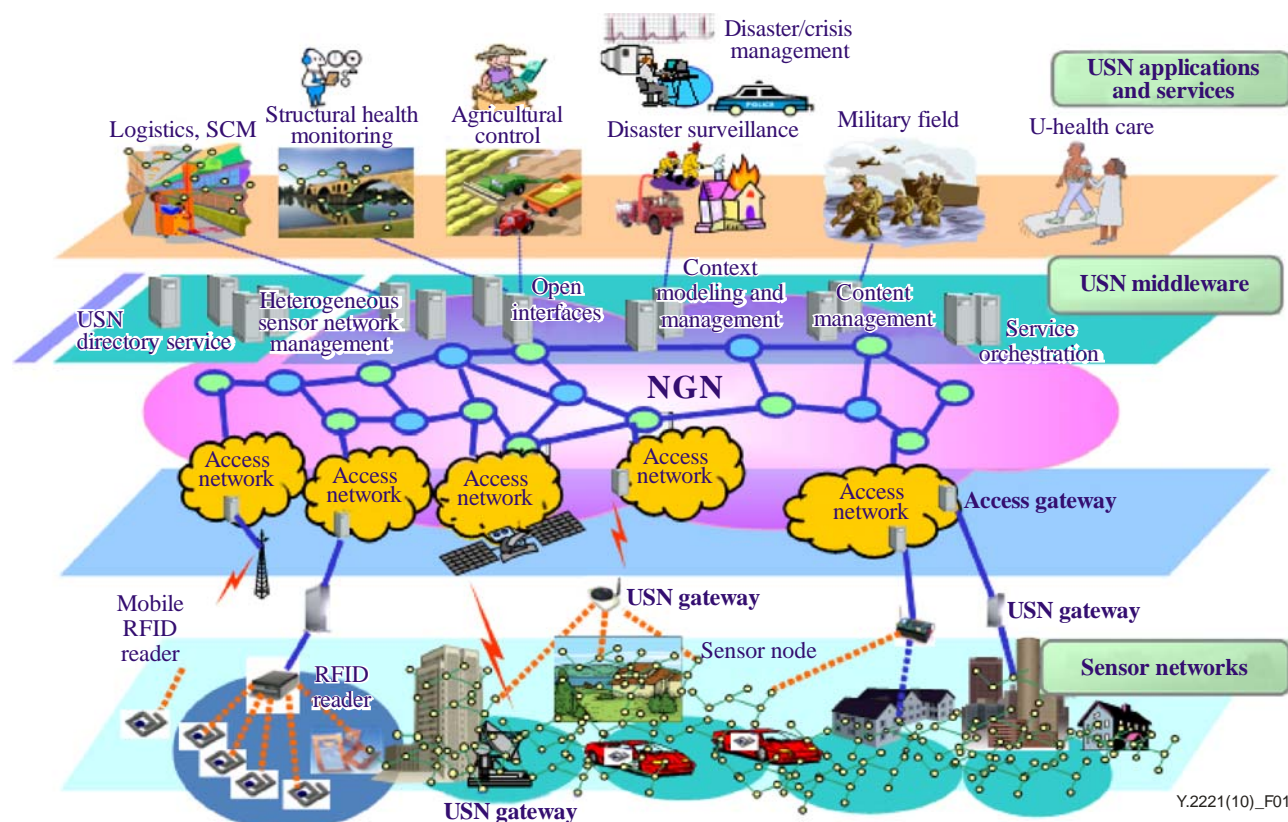 Disaster/crisis
management
USN applications
and services
Structural health
monitoring
Agricultural
control
Logistics, SCM
Disaster surveillance
Military field
U-health care
USN middleware
USN
directory service
Heterogeneous
sensor network
management
Open
interfaces
Context
modeling and
management
Content
management
Service
orchestration
NGN
Access
network
Access
network
Access
network
Access
network
Access
network
Access gateway
Mobile
RFID
reader
USN gateway
USN gateway
RFID
reader
Sensor node
Sensor networks
USN gateway
POLICE
Y.2221(10)_F01